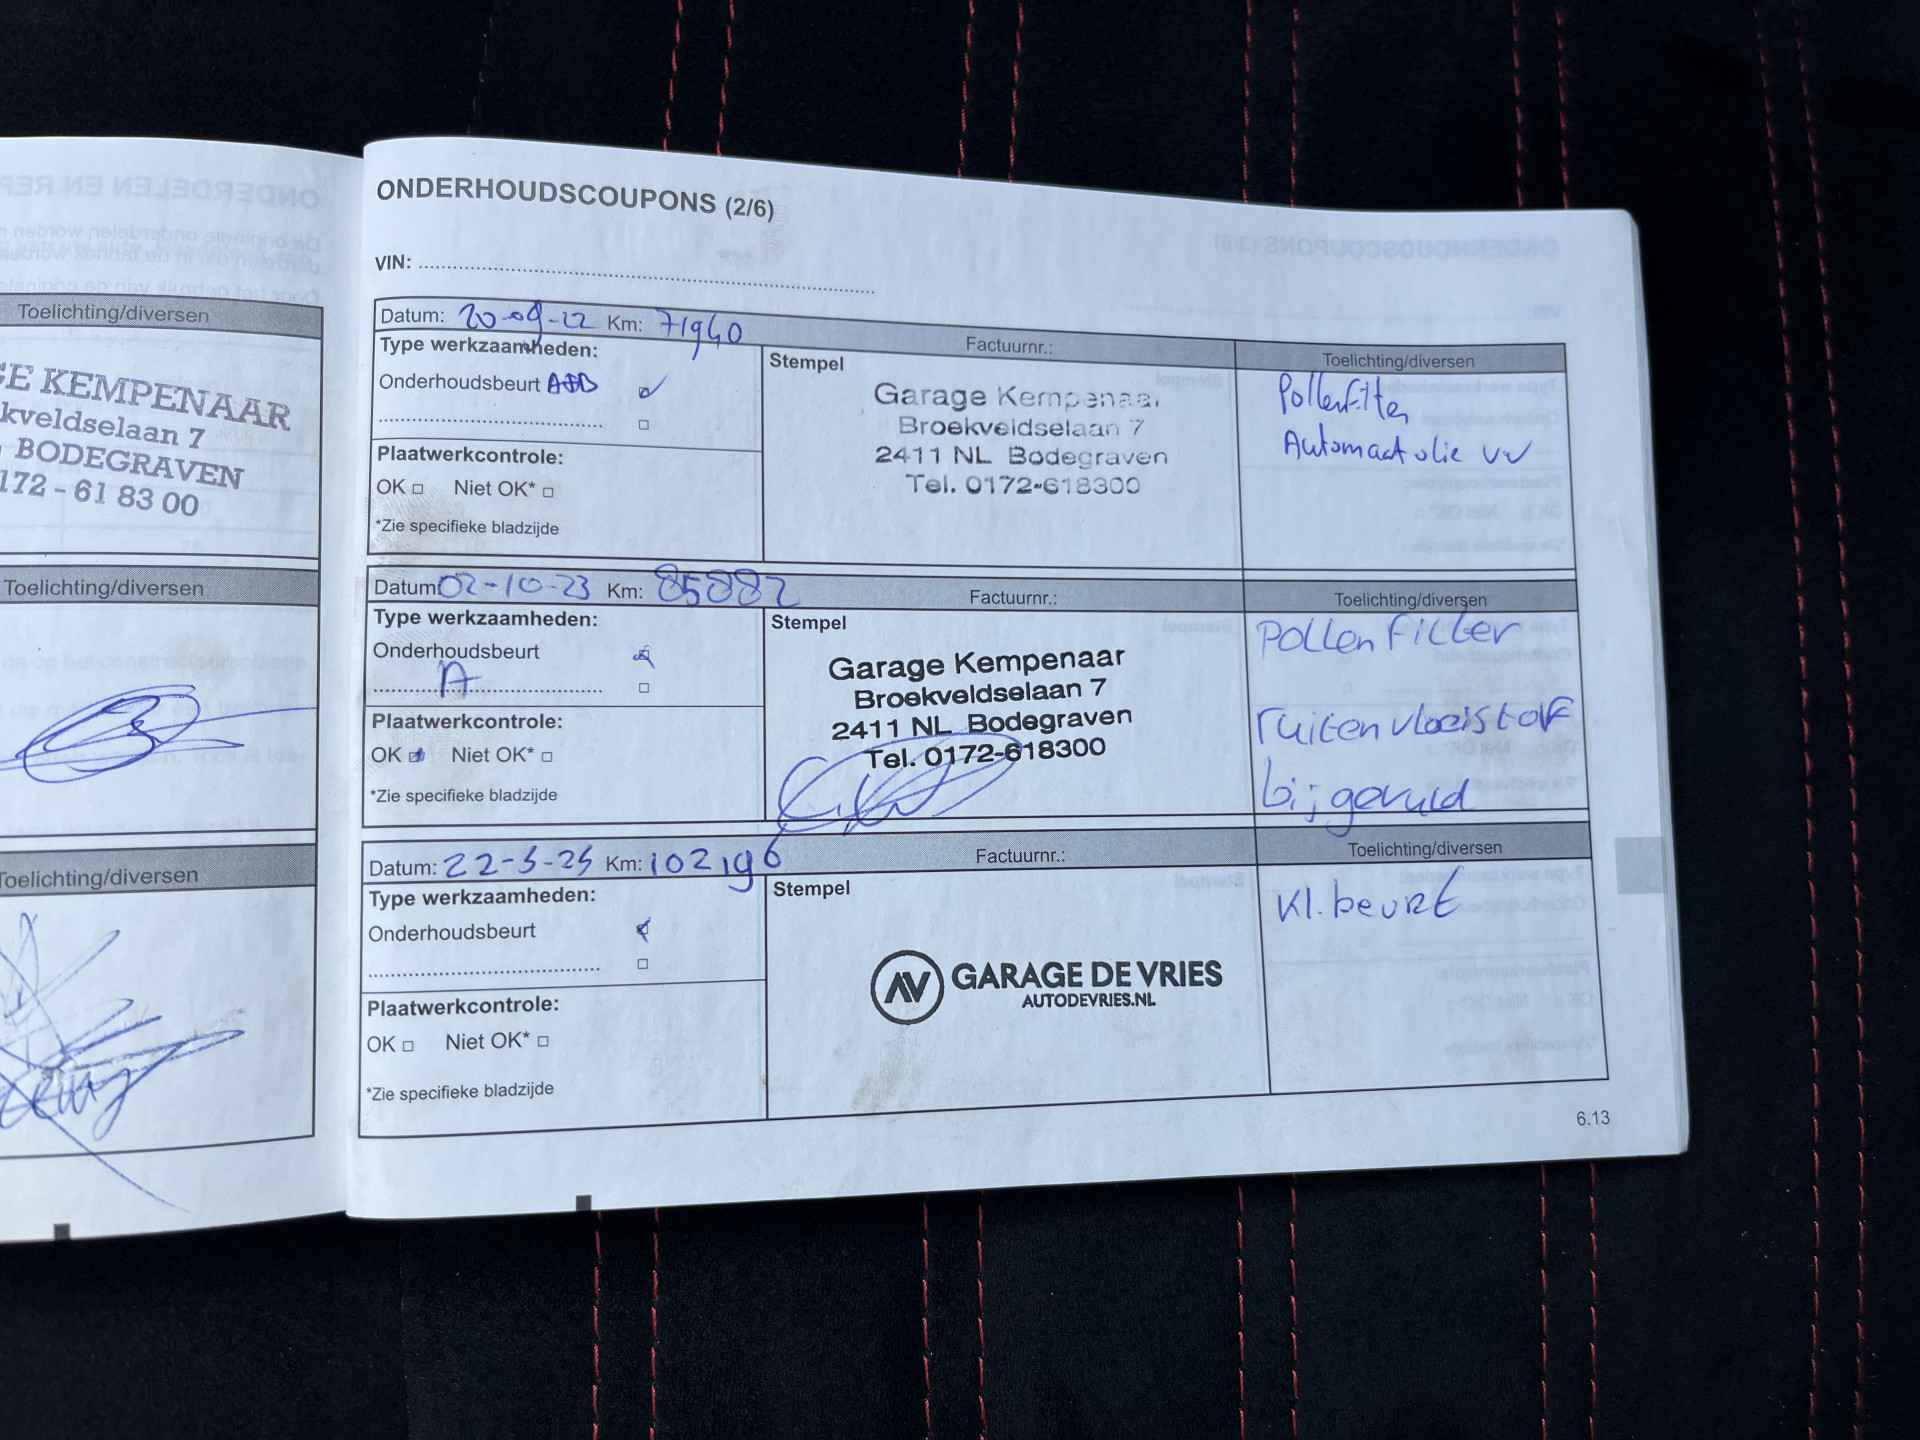 Toelichting/diversen
GE KEMPENAAR
kveldselaan 7
BODEGRAVEN
172 - 61 83 00
Toelichting/diversen
Toelichting/diversen
ONDERHOUDSCOUPONS (2/6)
VIN:
Datum: 20-09-22 Km: 71940 Factuurnr.: Toelichting/diversen
Type werkzaamheden:
Onderhoudsbeurt
Plaatwerkcontrole:
OK Niet OK*
*Zie specifieke bladzijde
Stempel
Garage Kempenaar
Broekveldselaan 7
2411 NL Bodegraven
Tel. 0172-618300
Pollenfilter
Automaat olie vv
Datum: 02-10-23 Km: 85882 Factuurnr.: Toelichting/diversen
Type werkzaamheden:
Onderhoudsbeurt
A
Plaatwerkcontrole:
OK Niet OK*
*Zie specifieke bladzijde
Stempel
Garage Kempenaar
Broekveldselaan 7
2411 NL Bodegraven
Tel. 0172-618300
Pollenfilter
ruitenvloeistof
bijgevuld
Datum: 22-5-25 Km: 102196 Factuurnr.: Toelichting/diversen
Type werkzaamheden:
Onderhoudsbeurt
Plaatwerkcontrole:
OK Niet OK*
*Zie specifieke bladzijde
Stempel
AV GARAGE DE VRIES
AUTODEVRIES.NL
Kl. beurt
6.13